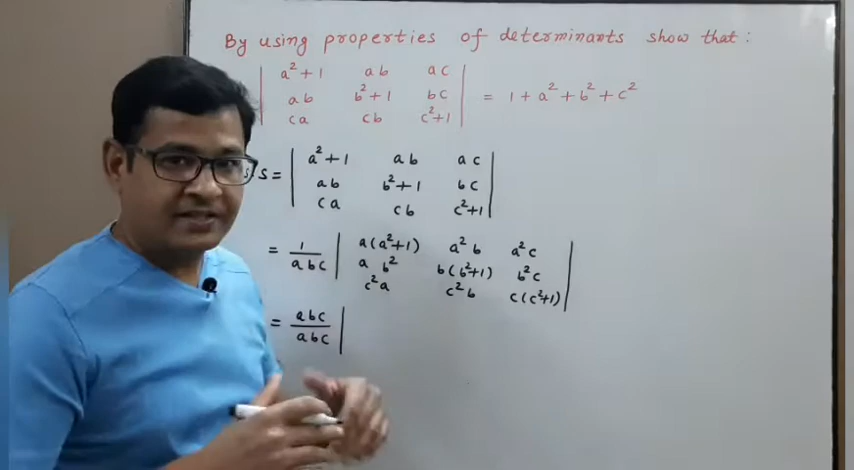 By using properties of determinants show that :
| a²+1 ab ac |
| ab b²+1 bc | = 1 + a² + b² + c²
| ca cb c²+1 |
| a²+1 ab ac |
S = | ab b²+1 bc |
| ca cb c²+1 |
= 1/abc | a(a²+1) a²b a²c |
| ab² b(b²+1) b²c |
| c²a c²b c(c²+1) |
= abc/abc |